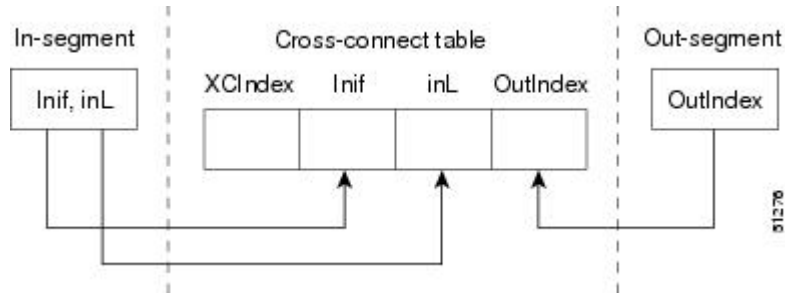 In-segment Cross-connect table Out-segment
XCIndex Inif inL OutIndex
Inif, inL OutIndex
51276